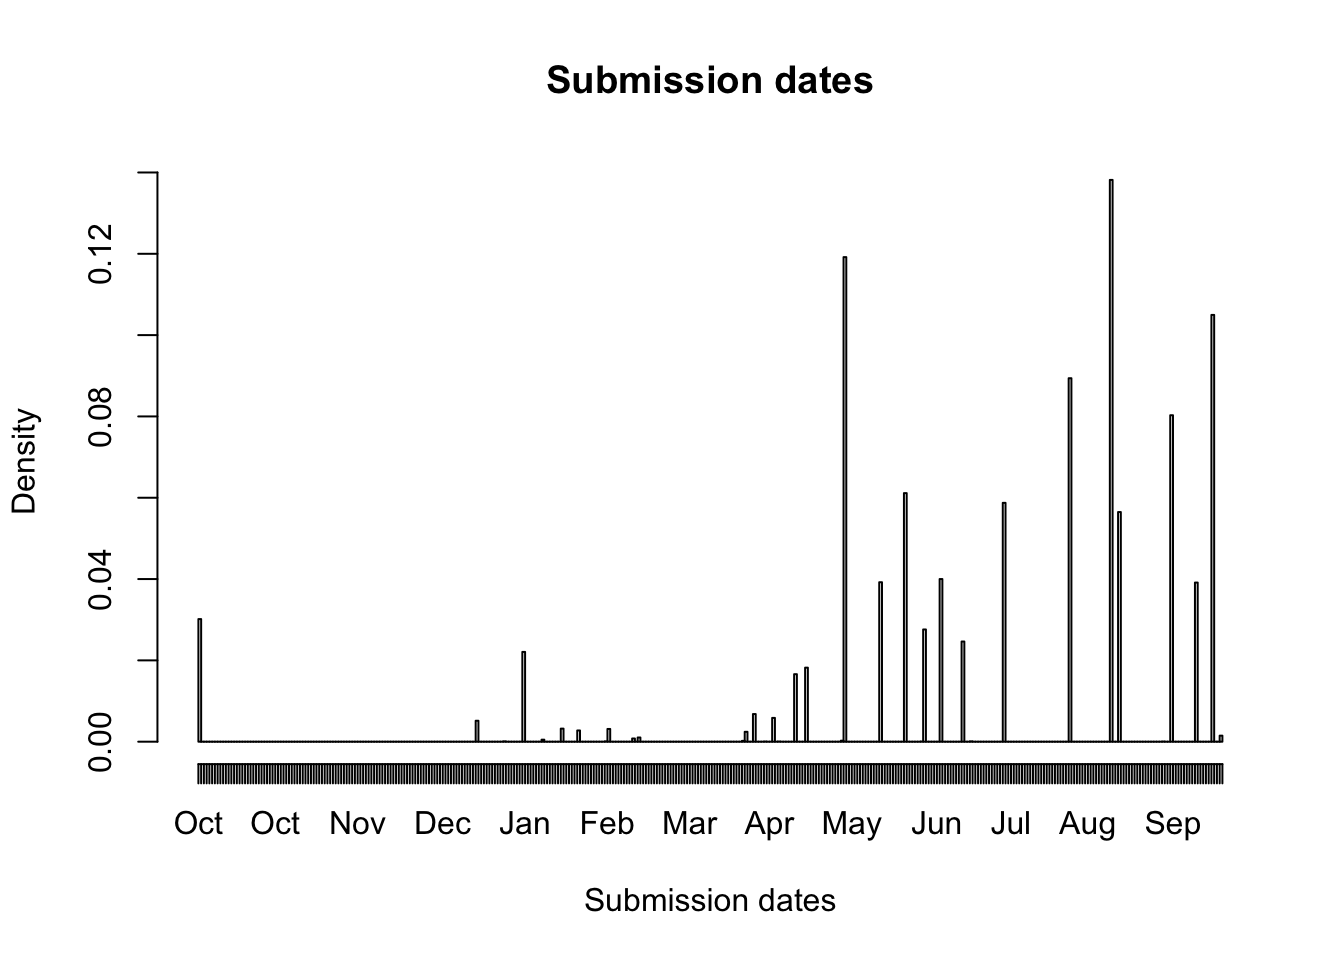 Submission dates
Density
0.12
0.08
0.04
0.00
Oct Oct Nov Dec Jan Feb Mar Apr May Jun Jul Aug Sep
Submission dates